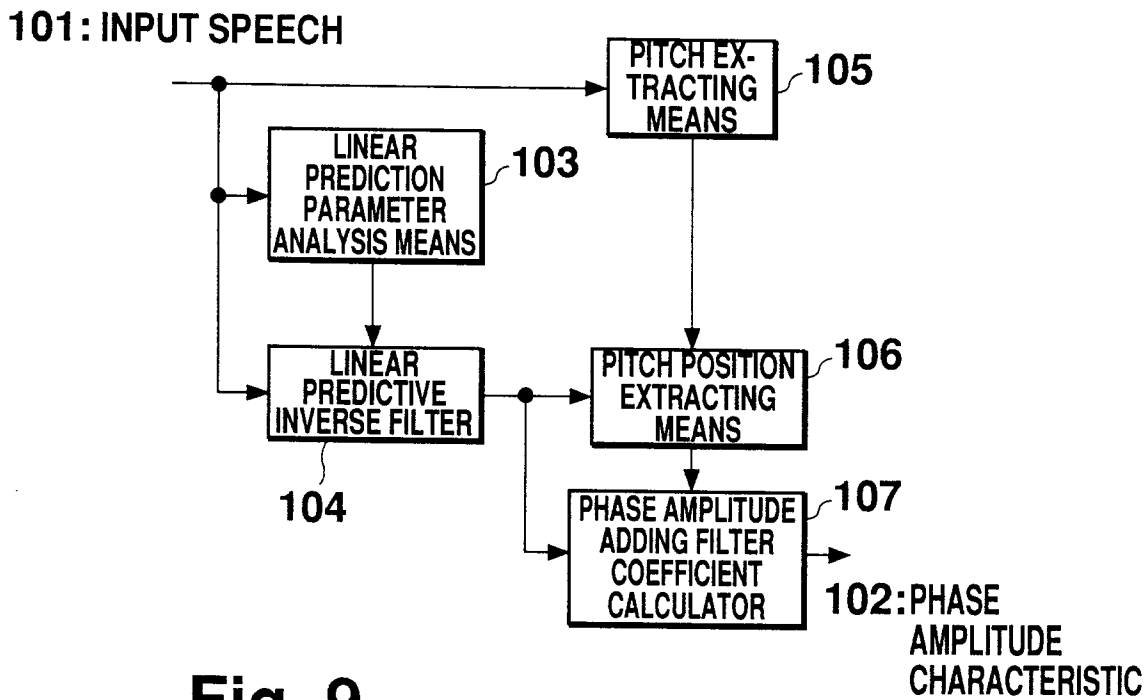 101: INPUT SPEECH
PITCH EX-
TRACTING
MEANS
105
LINEAR
PREDICTION
PARAMETER
ANALYSIS MEANS
103
LINEAR
PREDICTIVE
INVERSE FILTER
104
PITCH POSITION
EXTRACTING
MEANS
106
PHASE AMPLITUDE
ADDING FILTER
COEFFICIENT
CALCULATOR
107
102: PHASE
AMPLITUDE
CHARACTERISTIC
Fig. 9